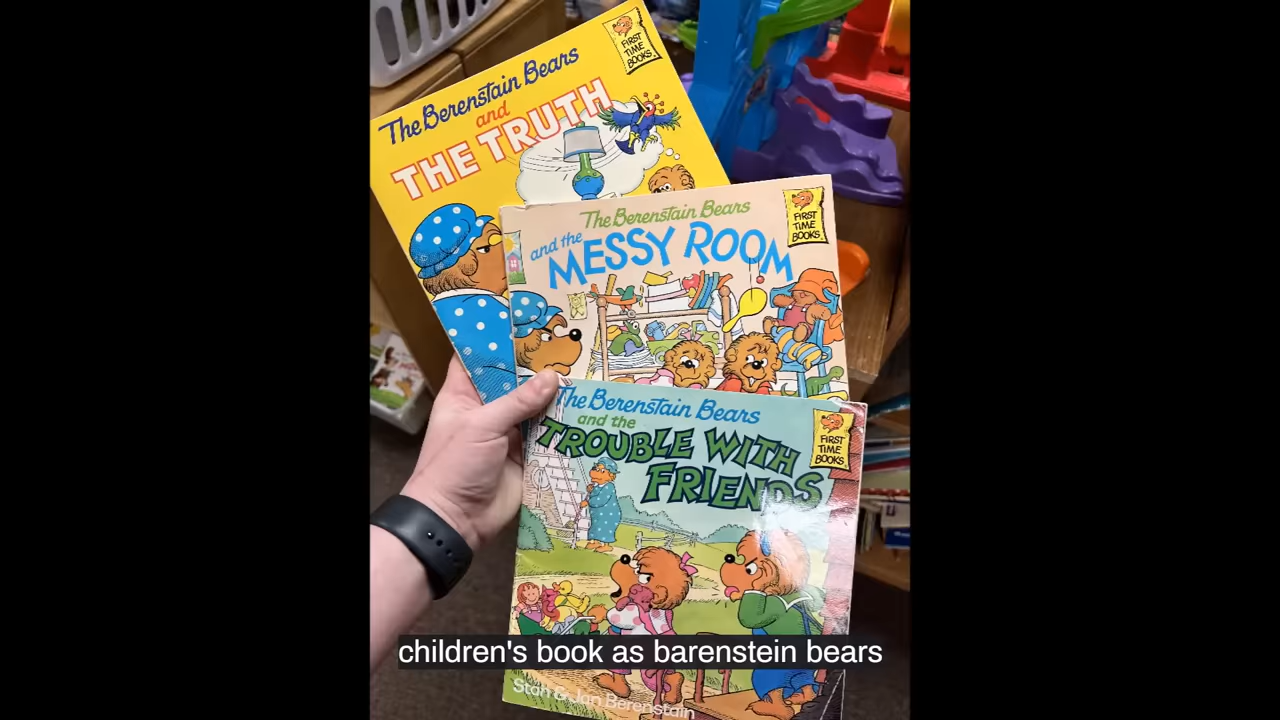 The Berenstain Bears
and
THE TRUTH
FIRST
TIME
BOOKS
The Berenstain Bears
and the
MESSY ROOM
FIRST
TIME
BOOKS
The Berenstain Bears
and the
TROUBLE WITH
FRIENDS
FIRST
TIME
BOOKS
children's book as barenstein bears
Stan & Jan Berenstain